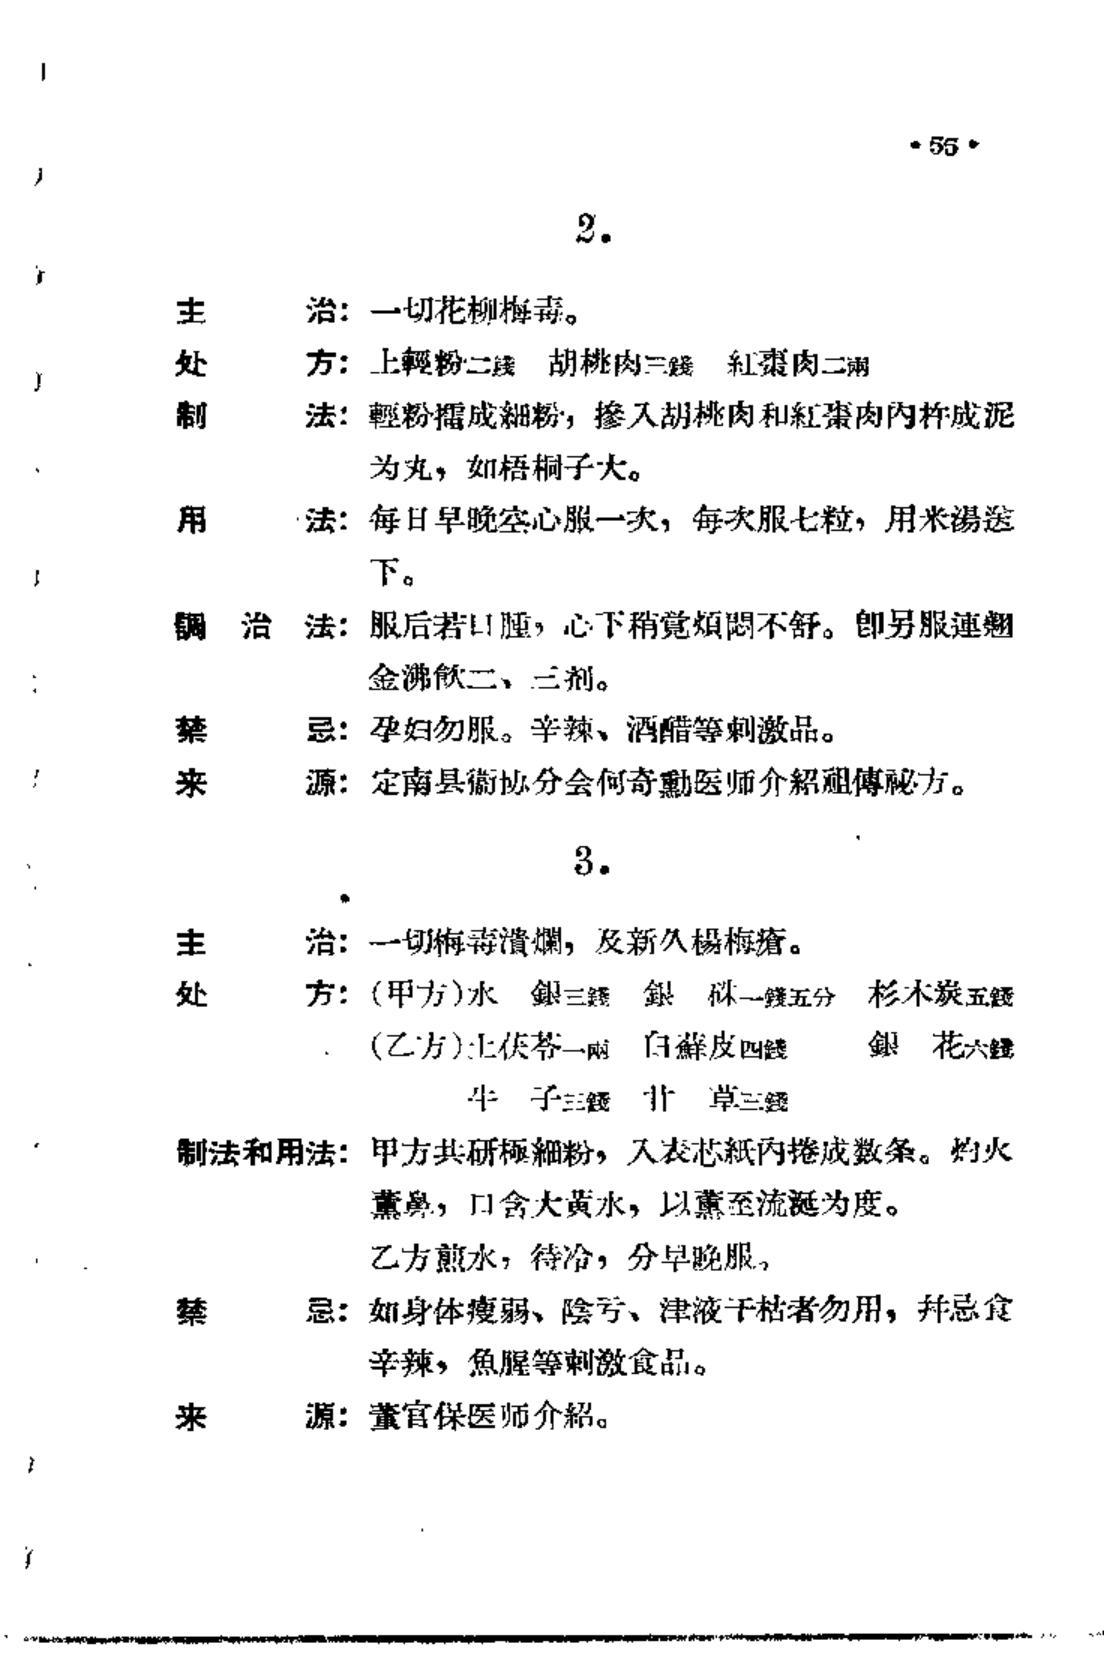 • 55 •
2.
主　　治：一切花柳梅毒。
处　　方：上輕粉二錢　胡桃肉三錢　紅棗肉二兩
制　　法：輕粉擂成細粉，摻入胡桃肉和紅棗肉內杵成泥
为丸，如梧桐子大。
用　　法：每日早晚空心服一次，每次服七粒，用米湯送
下。
調 治 法：服后若口腫，心下稍覚煩悶不舒。卽另服連翹
金沸飮二、三剂。
禁　　忌：孕妇勿服。辛辣、酒醋等刺激品。
来　　源：定南县衞协分会何奇勳医师介紹祖傳祕方。
3.
主　　治：一切梅毒潰爛，及新久楊梅瘡。
处　　方：(甲方)水　銀三錢　銀　硃一錢五分　杉木炭五錢
(乙方)土茯苓一兩　白蘚皮四錢　銀　花六錢
牛　子三錢　甘　草三錢
制法和用法：甲方共研極細粉，入表芯紙內捲成数条。灼火
薰鼻，口含大黃水，以薰至流涎为度。
乙方煎水，待冷，分早晚服。
禁　　忌：如身体瘦弱、陰亏、津液干枯者勿用，幷忌食
辛辣，魚腥等刺激食品。
来　　源：董官保医师介紹。